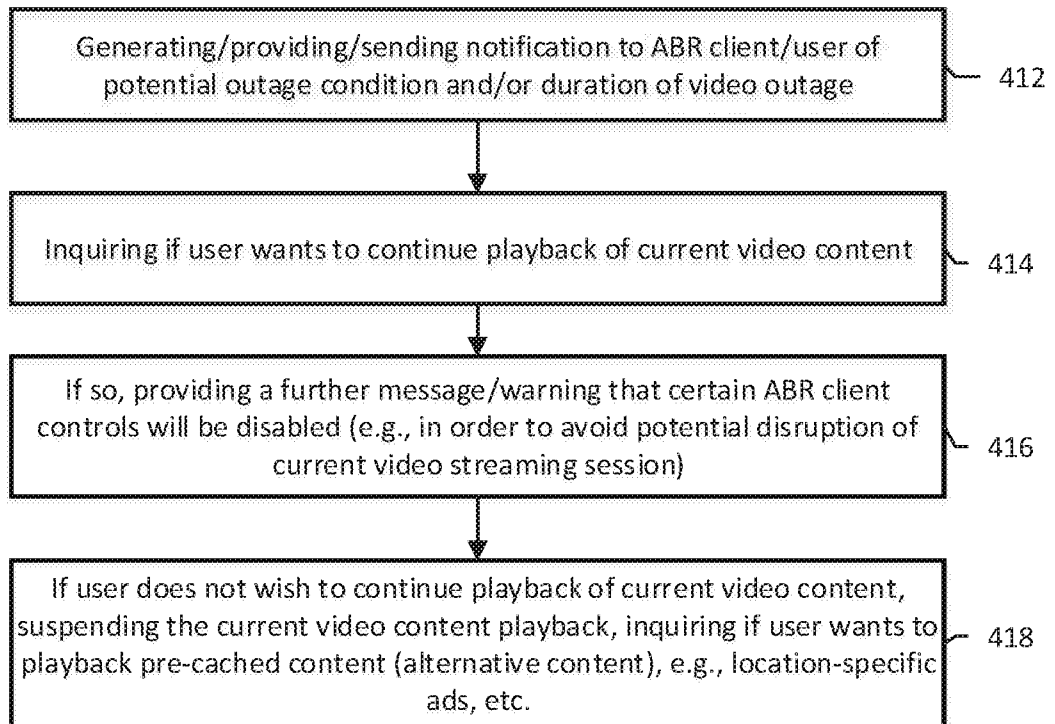 Generating/providing/sending notification to ABR client/user of
potential outage condition and/or duration of video outage
412
Inquiring if user wants to continue playback of current video content
414
If so, providing a further message/warning that certain ABR client
controls will be disabled (e.g., in order to avoid potential disruption of
current video streaming session)
416
If user does not wish to continue playback of current video content,
suspending the current video content playback, inquiring if user wants to
playback pre-cached content (alternative content), e.g., location-specific
ads, etc.
418